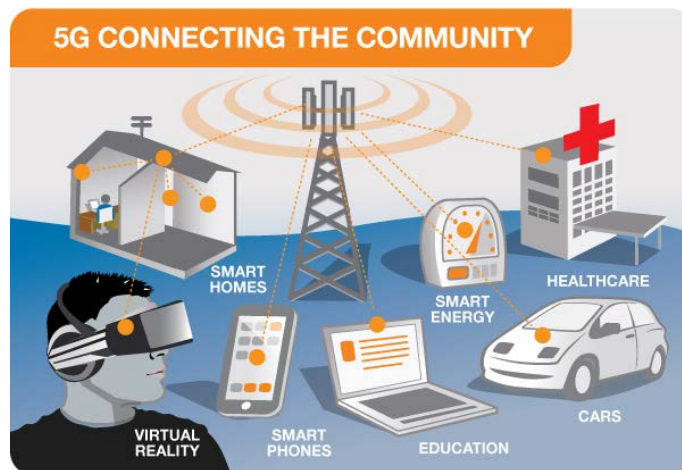 5G CONNECTING THE COMMUNITY
SMART
HOMES
SMART
ENERGY
HEALTHCARE
VIRTUAL
REALITY
SMART
PHONES
EDUCATION
CARS